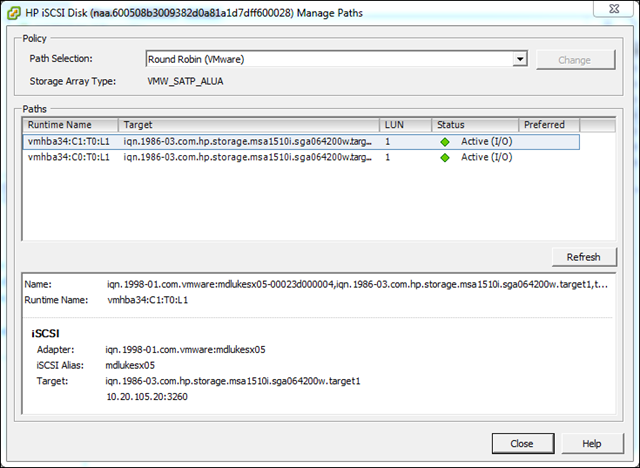 HP iSCSI Disk (naa.600508b3009382d0a81a1d7dff600028) Manage Paths
Policy
Path Selection: Round Robin (VMware) Change
Storage Array Type: VMW_SATP_ALUA
Paths
Runtime Name Target LUN Status Preferred
vmhba34:C1:T0:L1 iqn.1986-03.com.hp.storage.msa1510i.sga064200w.targ... 1 Active (I/O)
vmhba34:C0:T0:L1 iqn.1986-03.com.hp.storage.msa1510i.sga064200w.targ... 1 Active (I/O)
Refresh
Name: iqn.1998-01.com.vmware:mdlukesx05-00023d000004,iqn.1986-03.com.hp.storage.msa1510i.sga064200w.target1,t...
Runtime Name: vmhba34:C1:T0:L1
iSCSI
Adapter: iqn.1998-01.com.vmware:mdlukesx05
iSCSI Alias: mdlukesx05
Target: iqn.1986-03.com.hp.storage.msa1510i.sga064200w.target1
10.20.105.20:3260
Close Help